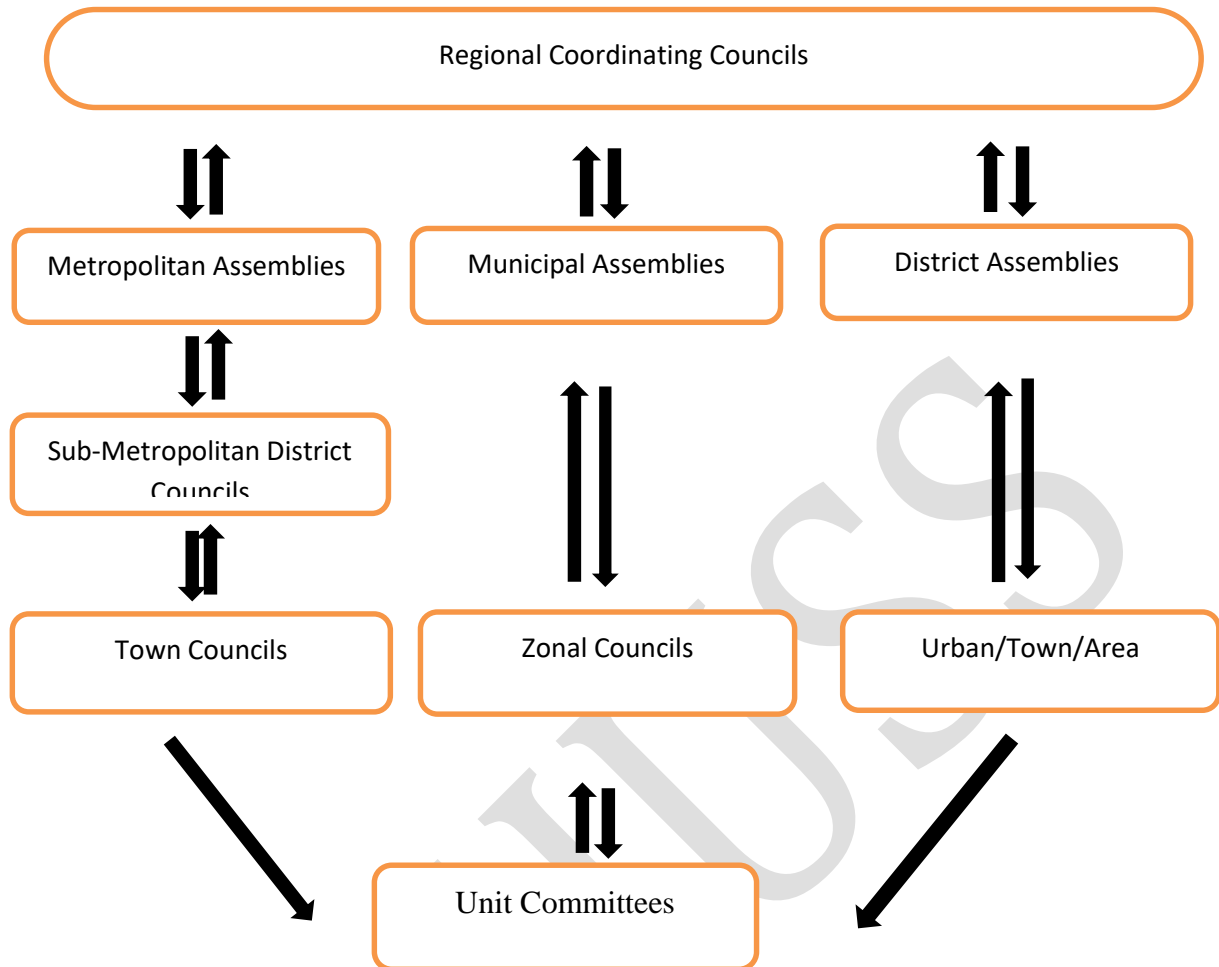 Regional Coordinating Councils
Metropolitan Assemblies
Municipal Assemblies
District Assemblies
Sub-Metropolitan District
Councils
Town Councils
Zonal Councils
Urban/Town/Area
Unit Committees